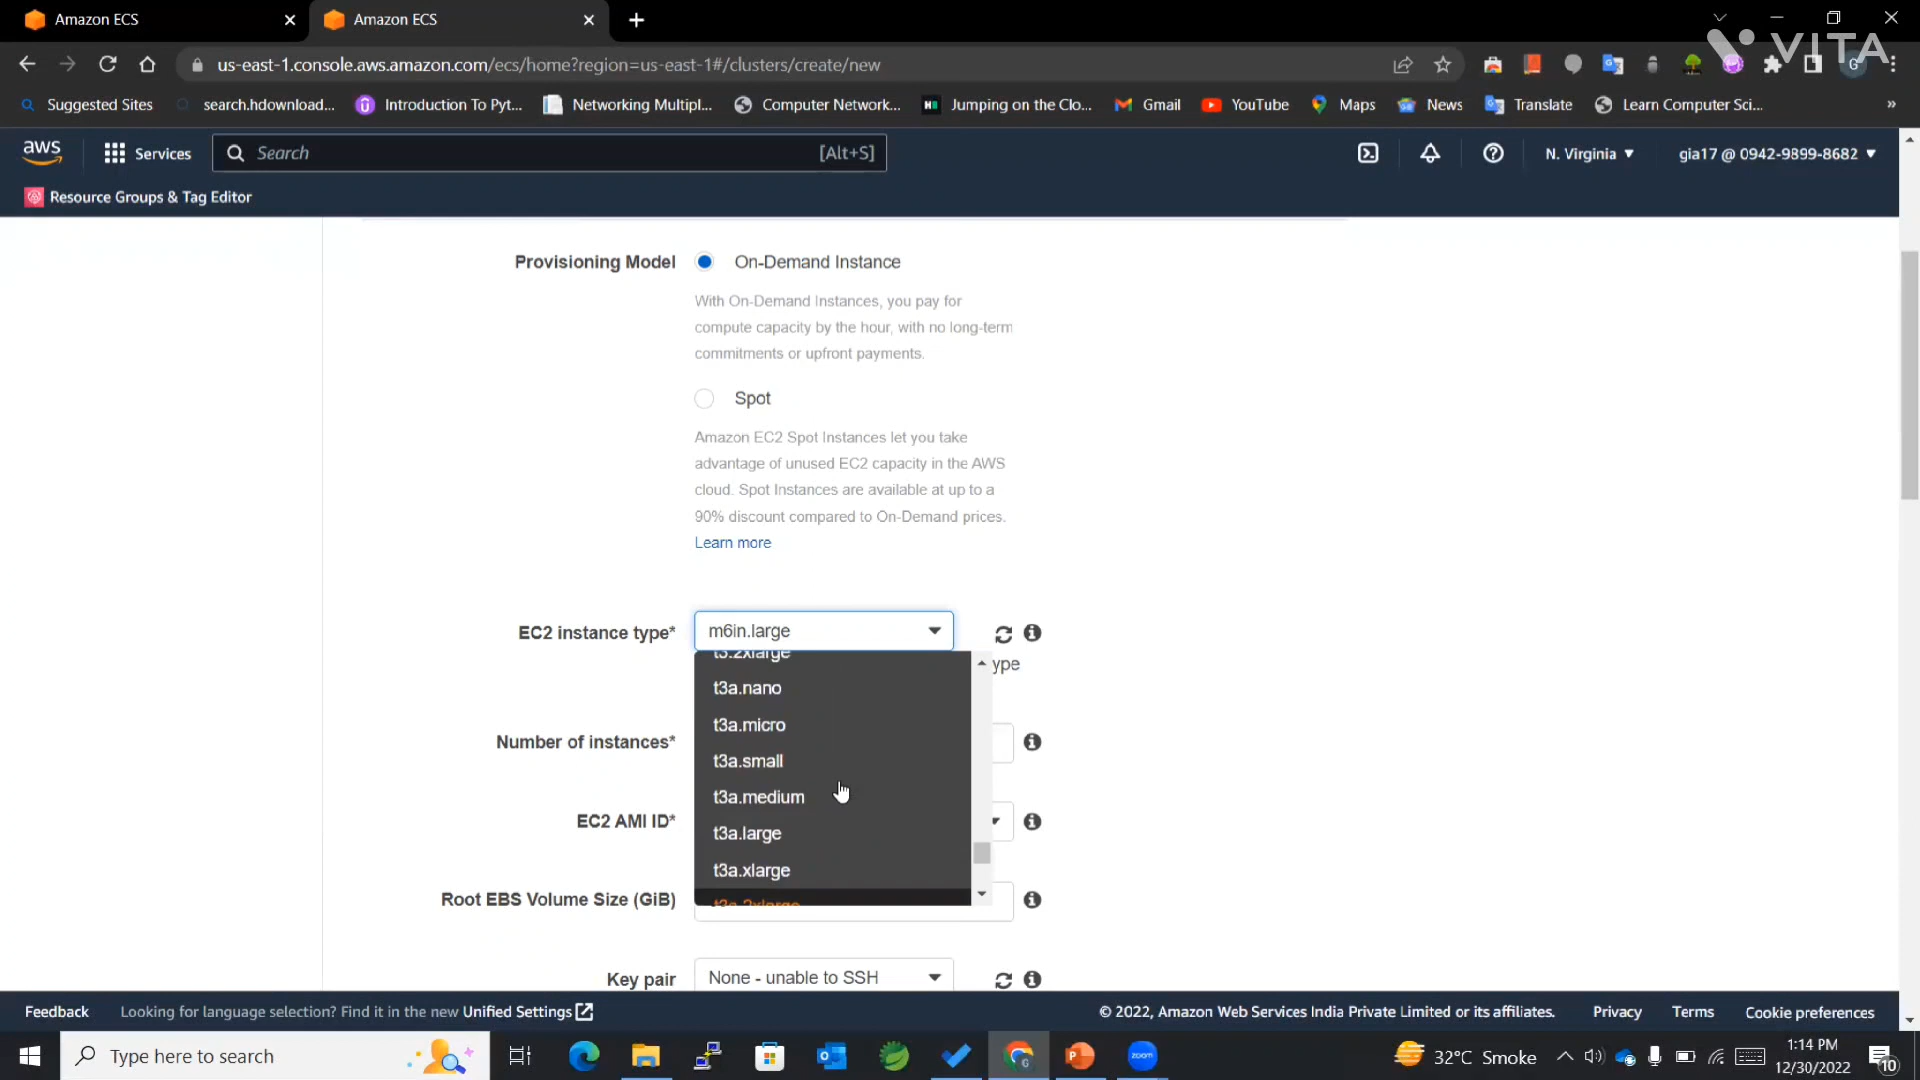 Amazon ECS
Amazon ECS
VITA
us-east-1.console.aws.amazon.com/ecs/home?region=us-east-1#/clusters/create/new
G
Suggested Sites
search.hdownload...
Introduction To Pyt...
Networking Multipl...
Computer Network...
Jumping on the Clo...
Gmail
YouTube
Maps
News
Translate
Learn Computer Sci...
»
aws
Services
Search
[Alt+S]
N. Virginia
gia17 @ 0942-9899-8682
Resource Groups & Tag Editor
Provisioning Model
On-Demand Instance
With On-Demand Instances, you pay for
compute capacity by the hour, with no long-term
commitments or upfront payments.
Spot
Amazon EC2 Spot Instances let you take
advantage of unused EC2 capacity in the AWS
cloud. Spot Instances are available at up to a
90% discount compared to On-Demand prices.
Learn more
EC2 instance type*
m6in.large
t3.2xlarge
ype
t3a.nano
t3a.micro
Number of instances*
t3a.small
t3a.medium
EC2 AMI ID*
t3a.large
t3a.xlarge
Root EBS Volume Size (GiB)
t3a.2xlarge
Key pair
None - unable to SSH
Feedback
Looking for language selection? Find it in the new Unified Settings
© 2022, Amazon Web Services India Private Limited or its affiliates.
Privacy
Terms
Cookie preferences
Type here to search
zoom
32°C Smoke
1:14 PM
12/30/2022
10